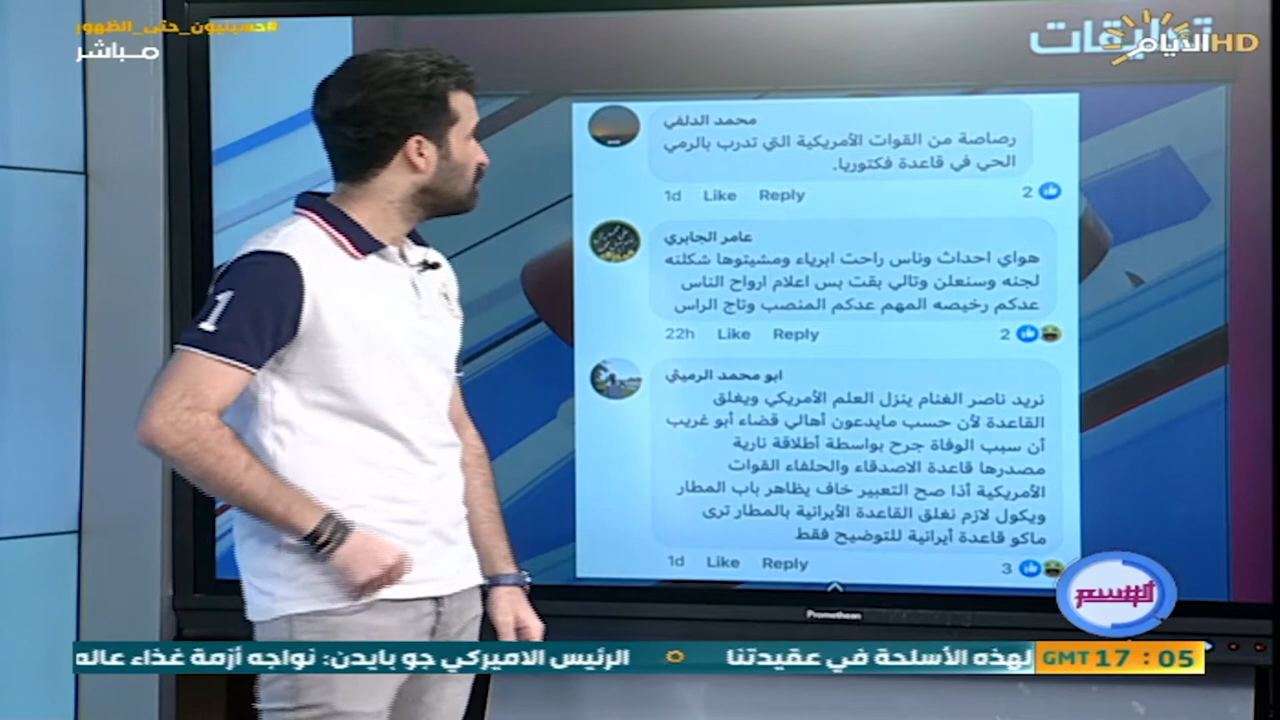 #حسينيون_حتى_الظهور
مباشر
تعليقات
الأيام HD
محمد الدلفي
رصاصة من القوات الأمريكية التي تدرب بالرمي
الحي في قاعدة فكتوريا.
1d Like Reply 2
عامر الجابري
هواي احداث وناس راحت ابرياء ومشيتوها شكلنه
لجنه وسنعلن وتالي بقت بس اعلام ارواح الناس
عدكم رخيصه المهم عدكم المنصب وتاج الراس
22h Like Reply 2
ابو محمد الرميثي
نريد ناصر الغنام ينزل العلم الأمريكي ويغلق
القاعدة لأن حسب مايدعون أهالي قضاء أبو غريب
أن سبب الوفاة جرح بواسطة أطلاقة نارية
مصدرها قاعدة الاصدقاء والحلفاء القوات
الأمريكية أذا صح التعبير خاف يظاهر باب المطار
ويكول لازم نغلق القاعدة الأيرانية بالمطار ترى
ماكو قاعدة أيرانية للتوضيح فقط
1d Like Reply 3
1
Promethean
لهذه الأسلحة في عقيدتنا
الرئيس الاميركي جو بايدن: نواجه أزمة غذاء عالم
GMT 17 : 05